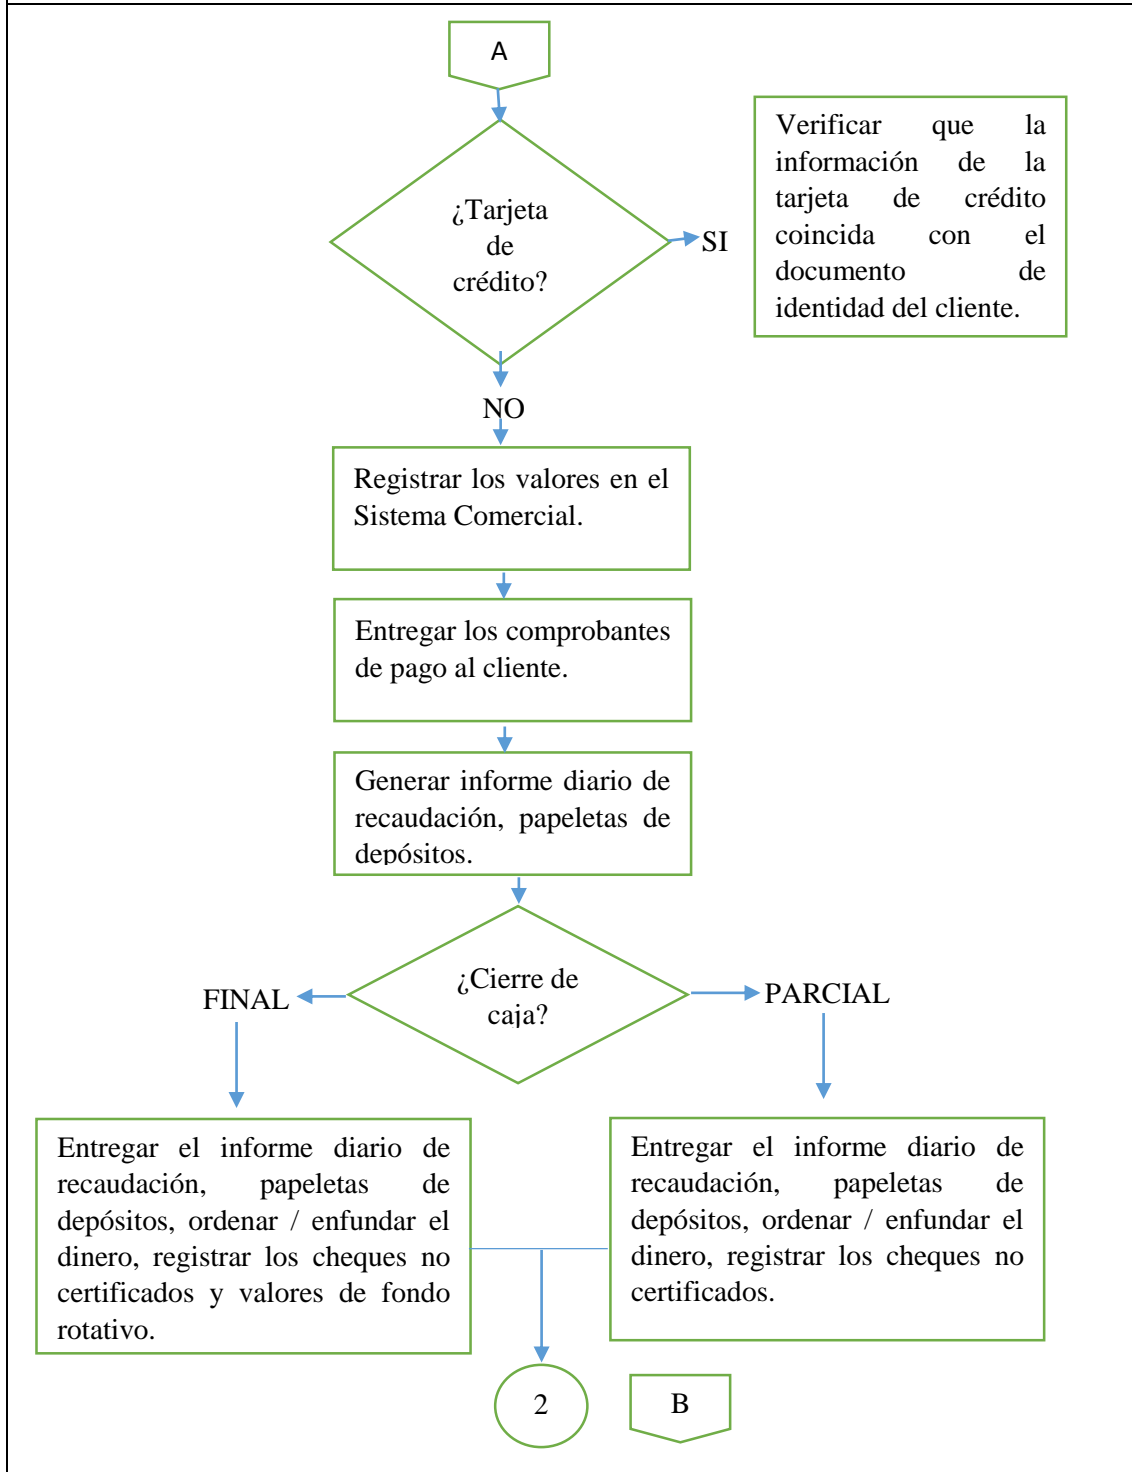 A
¿Tarjeta
de
crédito?
SI
Verificar que la
información de la
tarjeta de crédito
coincida con el
documento de
identidad del cliente.
NO
Registrar los valores en el
Sistema Comercial.
Entregar los comprobantes
de pago al cliente.
Generar informe diario de
recaudación, papeletas de
depósitos.
¿Cierre de
caja?
FINAL
PARCIAL
Entregar el informe diario de
recaudación, papeletas de
depósitos, ordenar / enfundar el
dinero, registrar los cheques no
certificados y valores de fondo
rotativo.
Entregar el informe diario de
recaudación, papeletas de
depósitos, ordenar / enfundar el
dinero, registrar los cheques no
certificados.
2
B